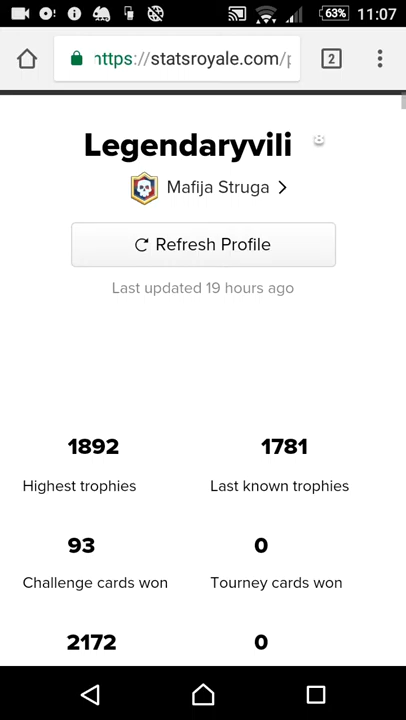 63% 11:07
https://statsroyale.com/p
2
Legendaryvili 8
Mafija Struga
Refresh Profile
Last updated 19 hours ago
1892 1781
Highest trophies Last known trophies
93 0
Challenge cards won Tourney cards won
2172 0